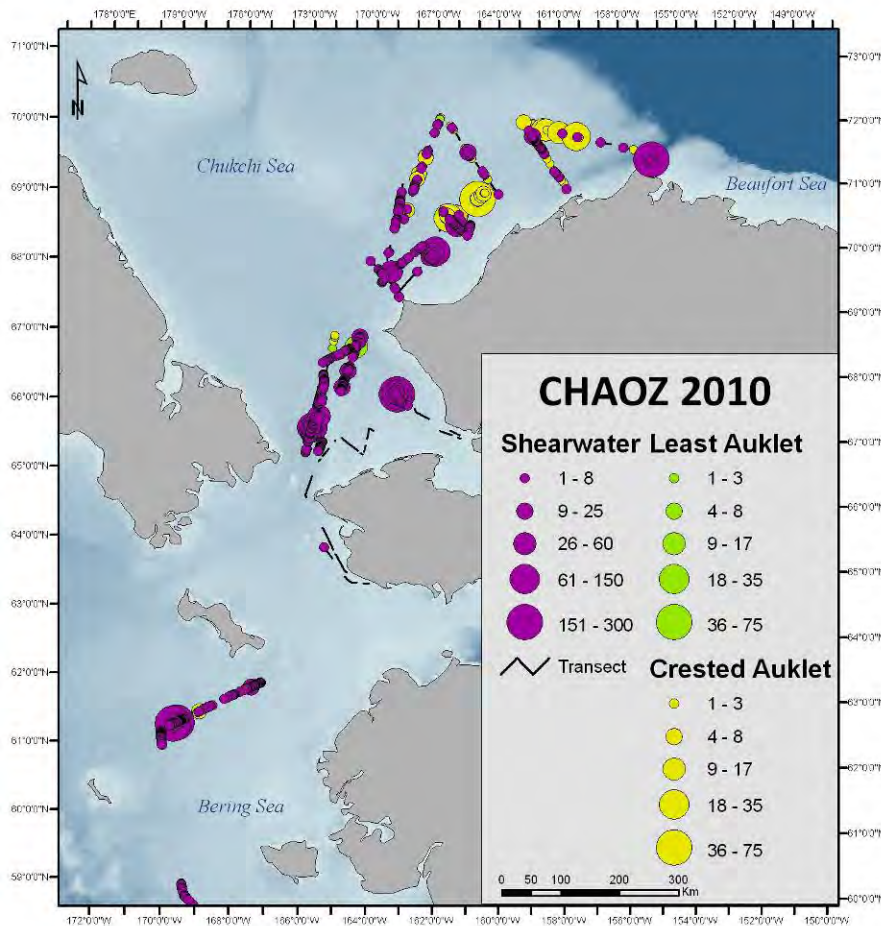 178°0'0"E 179°0'0"W 176°0'0"W 173°0'0"W 170°0'0"W 167°0'0"W 164°0'0"W 161°0'0"W 158°0'0"W 155°0'0"W 152°0'0"W 149°0'0"W
71°0'0"N 73°0'0"N
N
70°0'0"N 72°0'0"N
Chukchi Sea
Beaufort Sea
69°0'0"N 71°0'0"N
68°0'0"N 70°0'0"N
67°0'0"N 69°0'0"N
66°0'0"N 68°0'0"N
65°0'0"N 67°0'0"N
64°0'0"N 66°0'0"N
63°0'0"N 65°0'0"N
62°0'0"N 64°0'0"N
61°0'0"N 63°0'0"N
60°0'0"N 62°0'0"N
Bering Sea
61°0'0"N
59°0'0"N 60°0'0"N
CHAOZ 2010
Shearwater Least Auklet
1 - 8 1 - 3
9 - 25 4 - 8
26 - 60 9 - 17
61 - 150 18 - 35
151 - 300 36 - 75
Transect Crested Auklet
1 - 3
4 - 8
9 - 17
18 - 35
36 - 75
0 50 100 200 300
Km
172°0'0"W 170°0'0"W 168°0'0"W 166°0'0"W 164°0'0"W 162°0'0"W 160°0'0"W 158°0'0"W 156°0'0"W 154°0'0"W 152°0'0"W 150°0'0"W